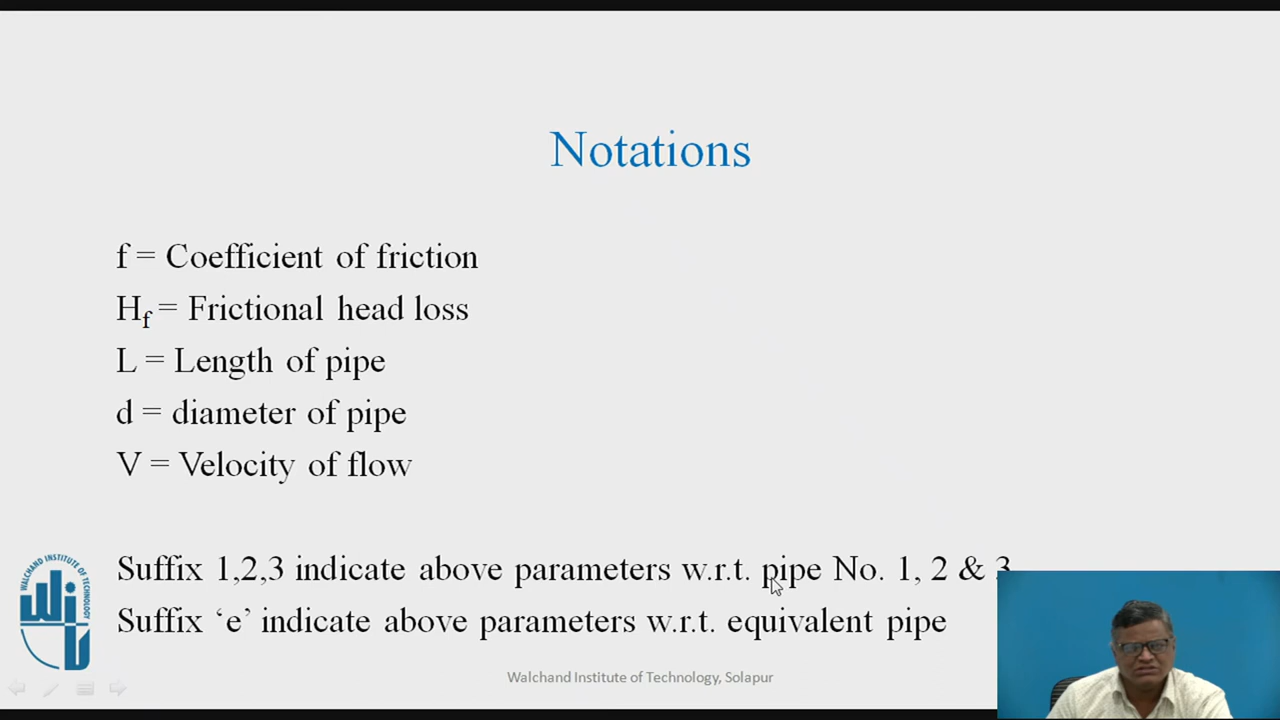 Notations
f = Coefficient of friction
H_f = Frictional head loss
L = Length of pipe
d = diameter of pipe
V = Velocity of flow
Suffix 1,2,3 indicate above parameters w.r.t. pipe No. 1, 2 & 3
Suffix ‘e’ indicate above parameters w.r.t. equivalent pipe
WALCHAND INSTITUTE OF TECHNOLOGY
WIT
Walchand Institute of Technology, Solapur